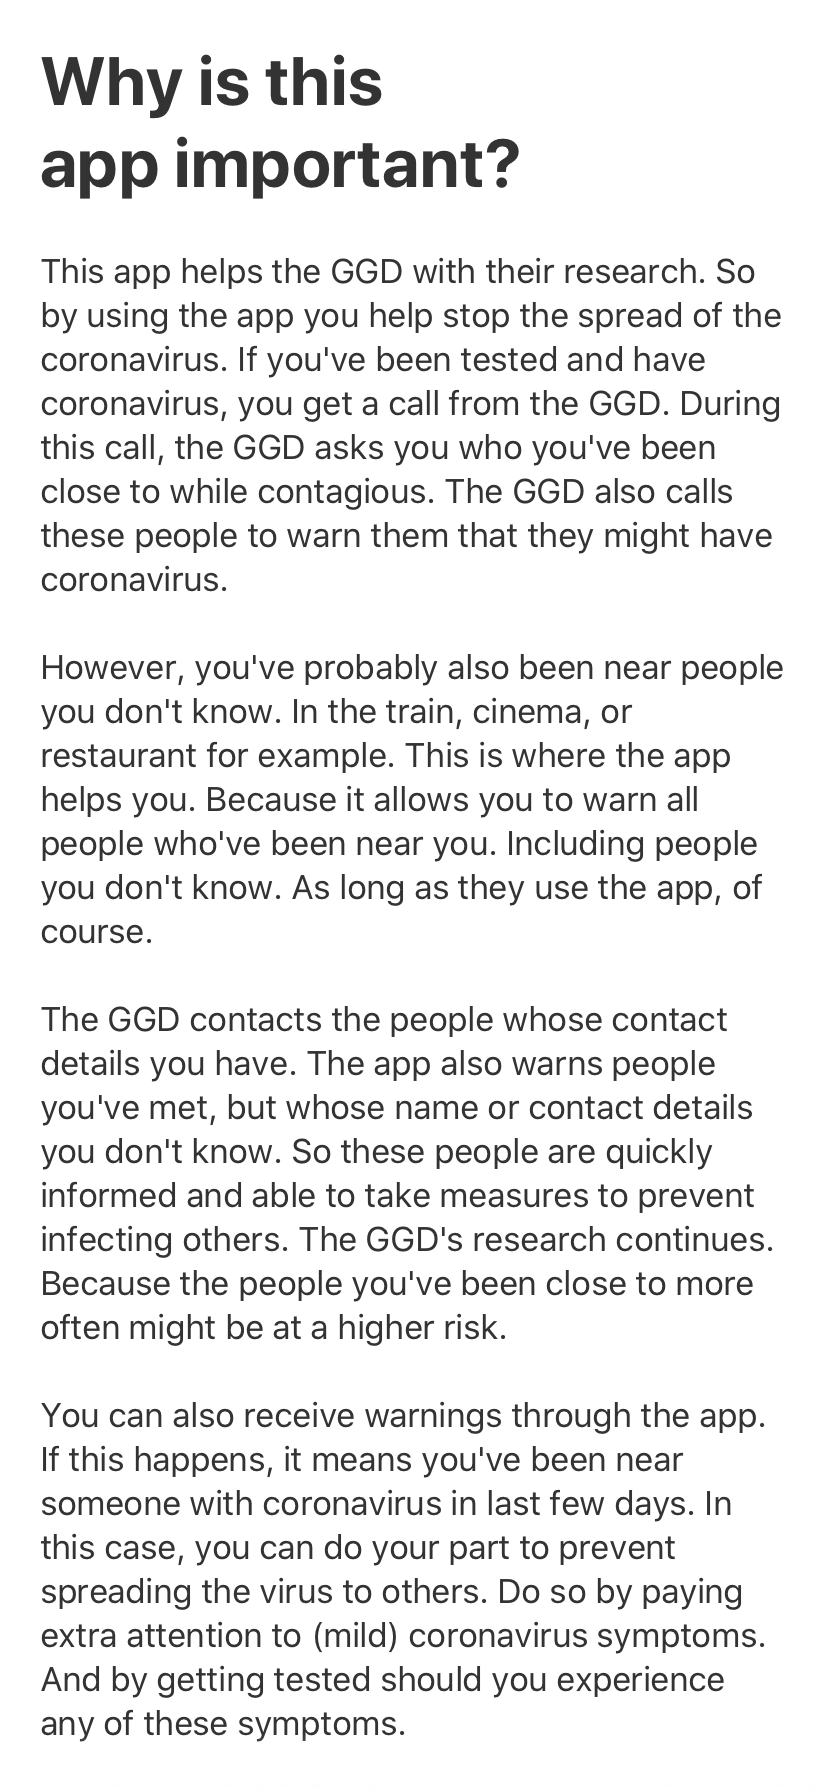 Why is this
app important?
This app helps the GGD with their research. So
by using the app you help stop the spread of the
coronavirus. If you've been tested and have
coronavirus, you get a call from the GGD. During
this call, the GGD asks you who you've been
close to while contagious. The GGD also calls
these people to warn them that they might have
coronavirus.
However, you've probably also been near people
you don't know. In the train, cinema, or
restaurant for example. This is where the app
helps you. Because it allows you to warn all
people who've been near you. Including people
you don't know. As long as they use the app, of
course.
The GGD contacts the people whose contact
details you have. The app also warns people
you've met, but whose name or contact details
you don't know. So these people are quickly
informed and able to take measures to prevent
infecting others. The GGD's research continues.
Because the people you've been close to more
often might be at a higher risk.
You can also receive warnings through the app.
If this happens, it means you've been near
someone with coronavirus in last few days. In
this case, you can do your part to prevent
spreading the virus to others. Do so by paying
extra attention to (mild) coronavirus symptoms.
And by getting tested should you experience
any of these symptoms.